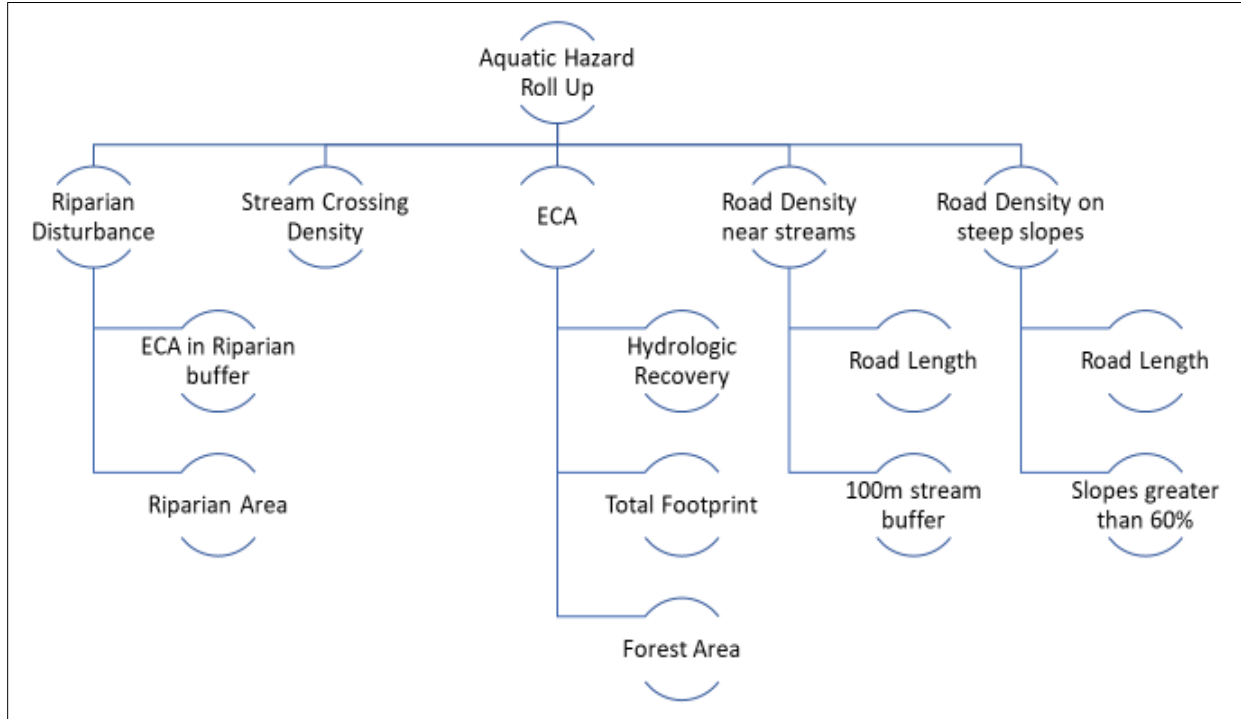 Aquatic Hazard
Roll Up
Riparian
Disturbance
Stream Crossing
Density
ECA
Road Density
near streams
Road Density on
steep slopes
ECA in Riparian
buffer
Riparian Area
Hydrologic
Recovery
Total Footprint
Forest Area
Road Length
100m stream
buffer
Road Length
Slopes greater
than 60%